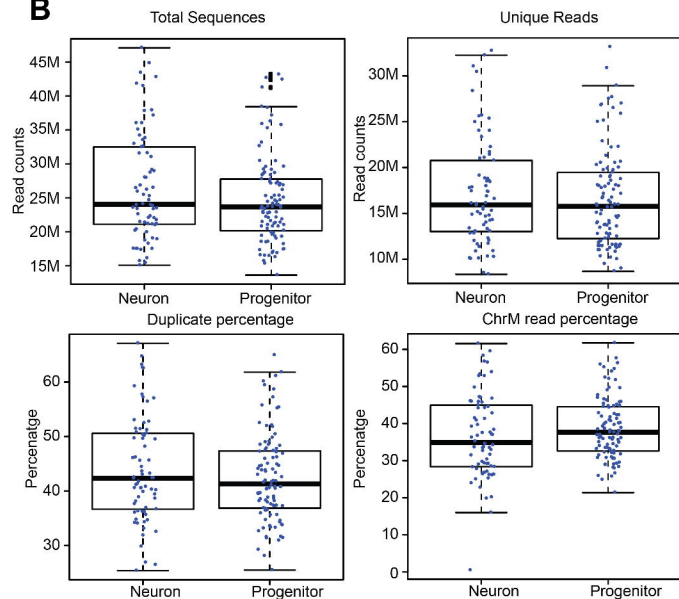 B
Total Sequences
Unique Reads
Read counts
45M
40M
35M
30M
25M
20M
15M
Neuron
Progenitor
Read counts
30M
25M
20M
15M
10M
Neuron
Progenitor
Duplicate percentage
ChrM read percentage
Percenatge
60
50
40
30
Neuron
Progenitor
Percenatge
60
50
40
30
20
10
0
Neuron
Progenitor